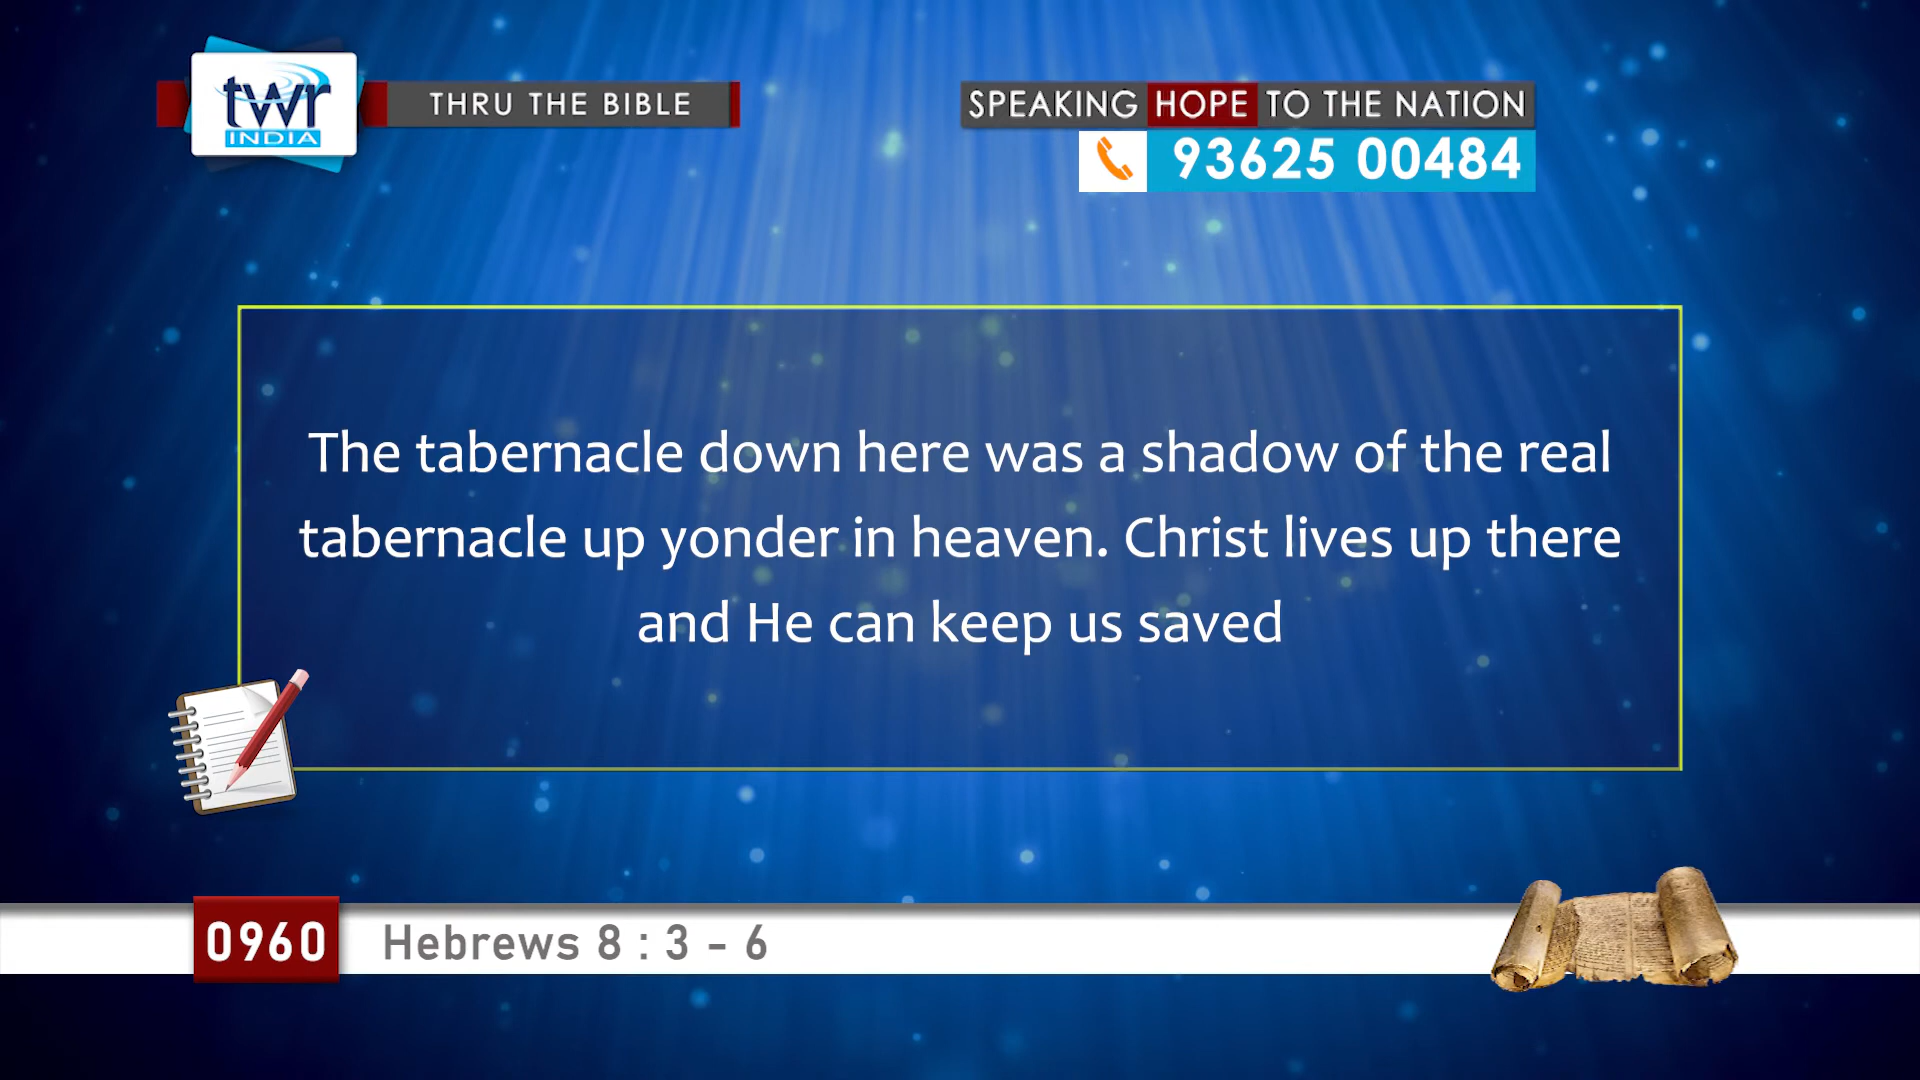 twr
INDIA
THRU THE BIBLE
SPEAKING HOPE TO THE NATION
93625 00484
The tabernacle down here was a shadow of the real
tabernacle up yonder in heaven. Christ lives up there
and He can keep us saved
0960
Hebrews 8 : 3 - 6